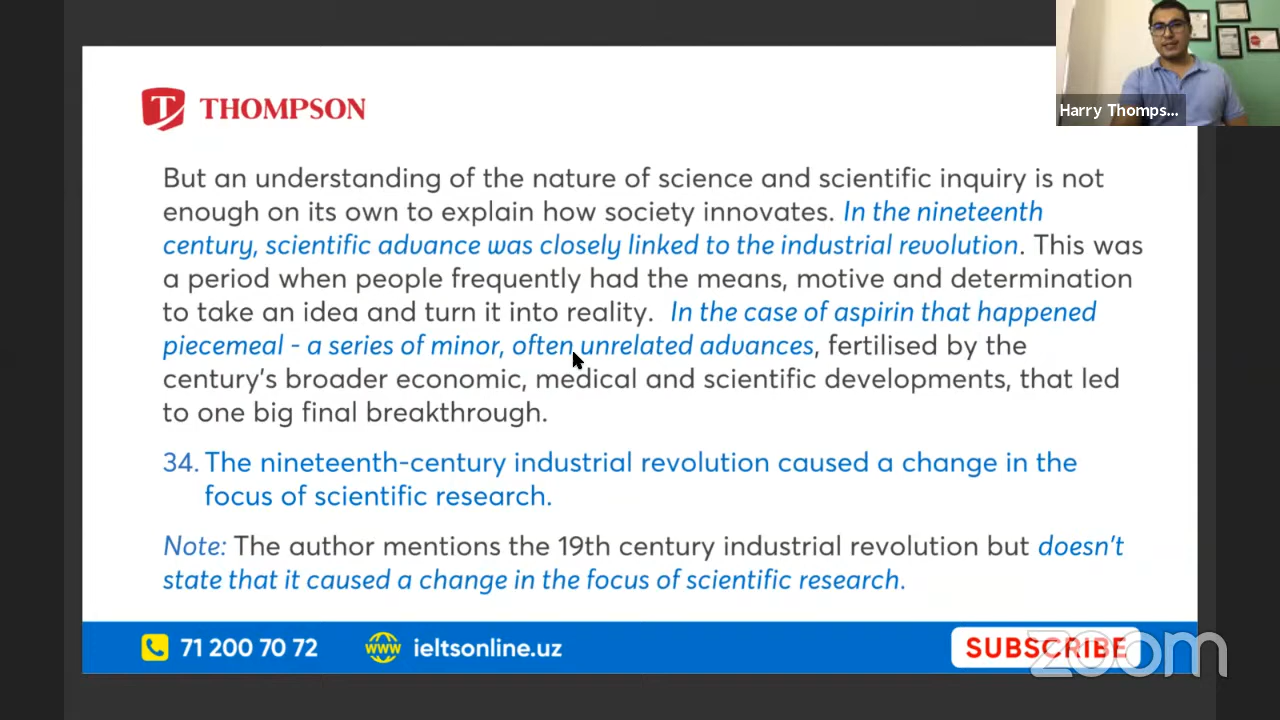 THOMPSON
Harry Thomps...
But an understanding of the nature of science and scientific inquiry is not
enough on its own to explain how society innovates. In the nineteenth
century, scientific advance was closely linked to the industrial revolution. This was
a period when people frequently had the means, motive and determination
to take an idea and turn it into reality. In the case of aspirin that happened
piecemeal - a series of minor, often unrelated advances, fertilised by the
century's broader economic, medical and scientific developments, that led
to one big final breakthrough.
34. The nineteenth-century industrial revolution caused a change in the
focus of scientific research.
Note: The author mentions the 19th century industrial revolution but doesn't
state that it caused a change in the focus of scientific research.
71 200 70 72
www
ieltsonline.uz
SUBSCRIBE
zoom